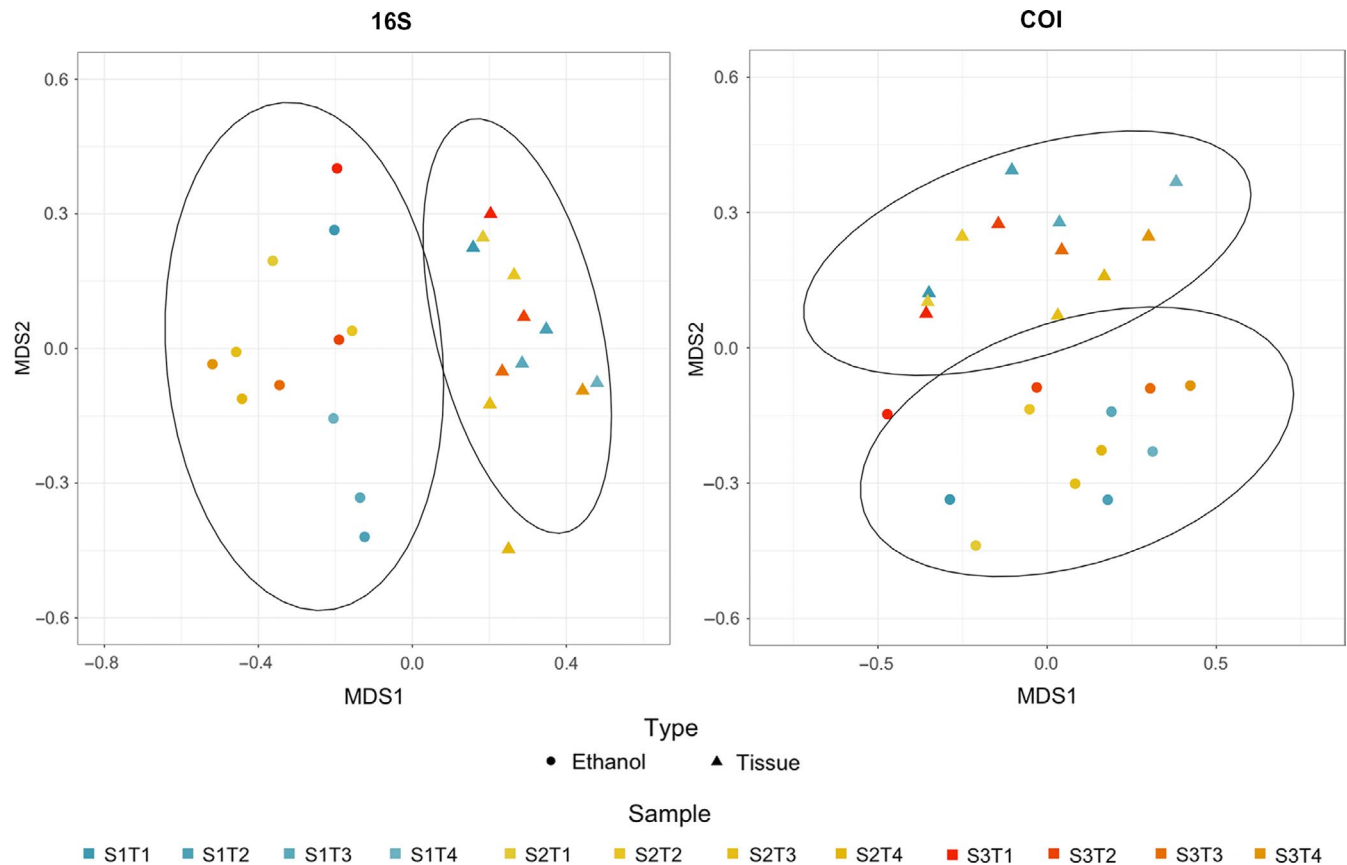 16S COI
0.6 0.6
0.3 0.3
MDS2 0.0 MDS2 0.0
−0.3 −0.3
−0.6 −0.6
−0.8 −0.4 0.0 0.4 −0.5 0.0 0.5
MDS1 MDS1
Type
Ethanol Tissue
Sample
S1T1 S1T2 S1T3 S1T4 S2T1 S2T2 S2T3 S2T4 S3T1 S3T2 S3T3 S3T4